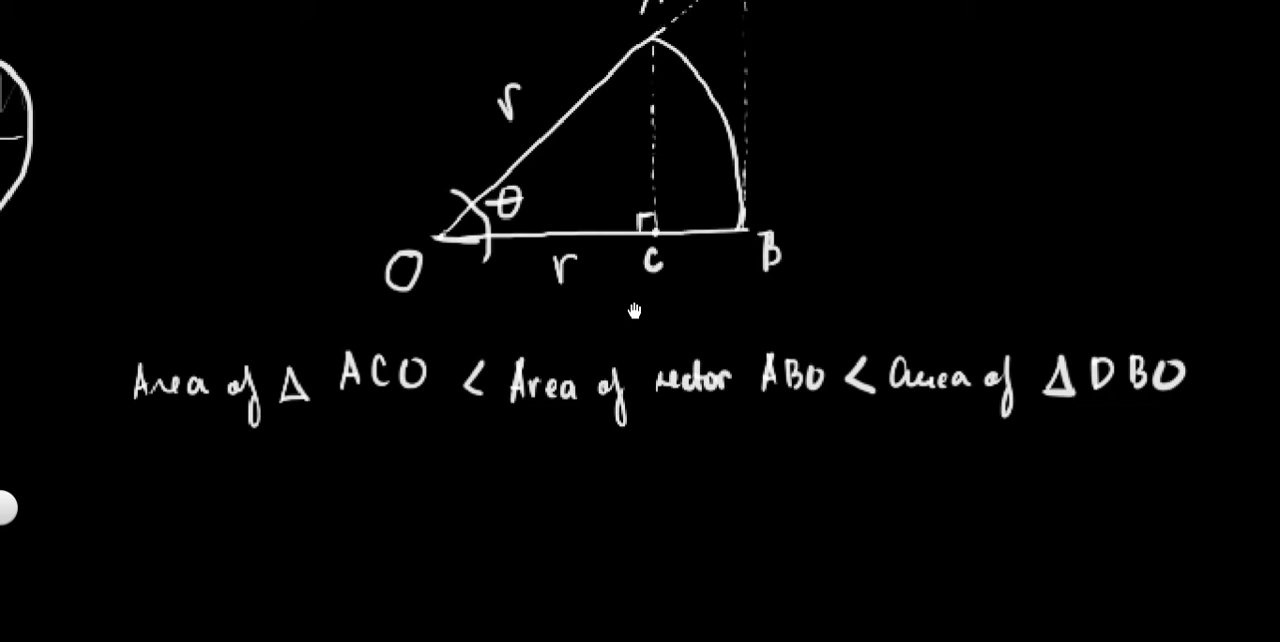 r
θ
O
r
C
B
Area of Δ ACO < Area of sector ABO < area of Δ DBO